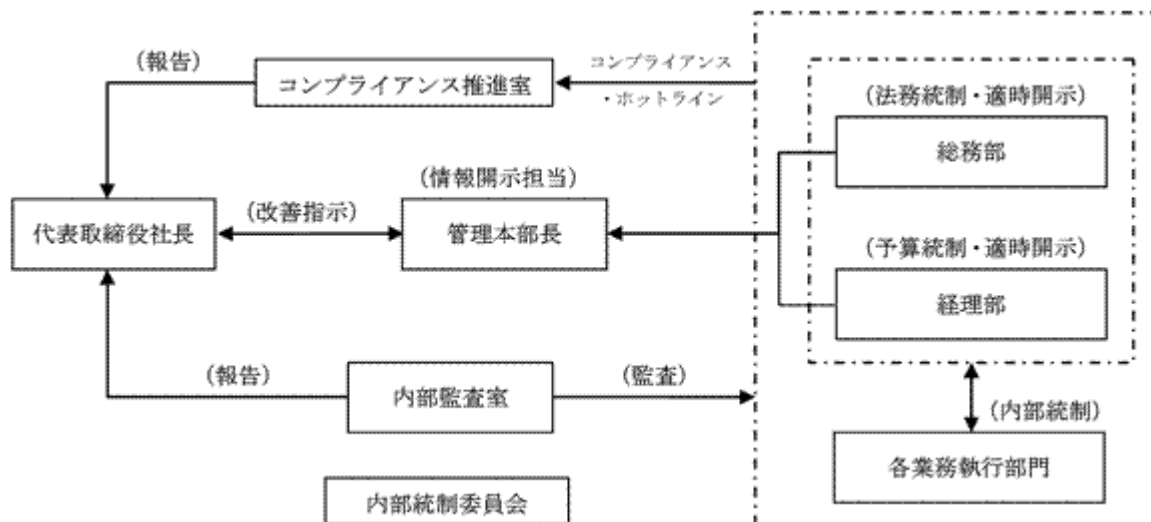 (報告)
コンプライアンス推進室
コンプライアンス
・ホットライン
(法務統制・適時開示)
総務部
(情報開示担当)
代表取締役社長
(改善指示)
管理本部長
(予算統制・適時開示)
経理部
(報告)
内部監査室
(監査)
(内部統制)
各業務執行部門
内部統制委員会